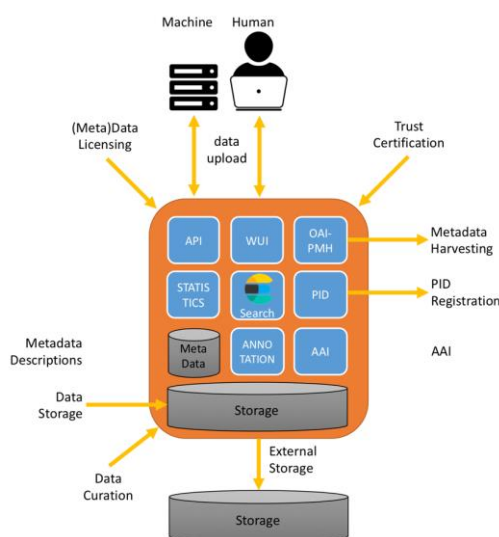 Machine
Human
(Meta)Data
Licensing
data
upload
Trust
Certification
API
WUI
OAI-
PMH
Metadata
Harvesting
STATIS
TICS
Search
PID
PID
Registration
Metadata
Descriptions
Meta
Data
ANNO
TATION
AAI
AAI
Data
Storage
Storage
Data
Curation
External
Storage
Storage